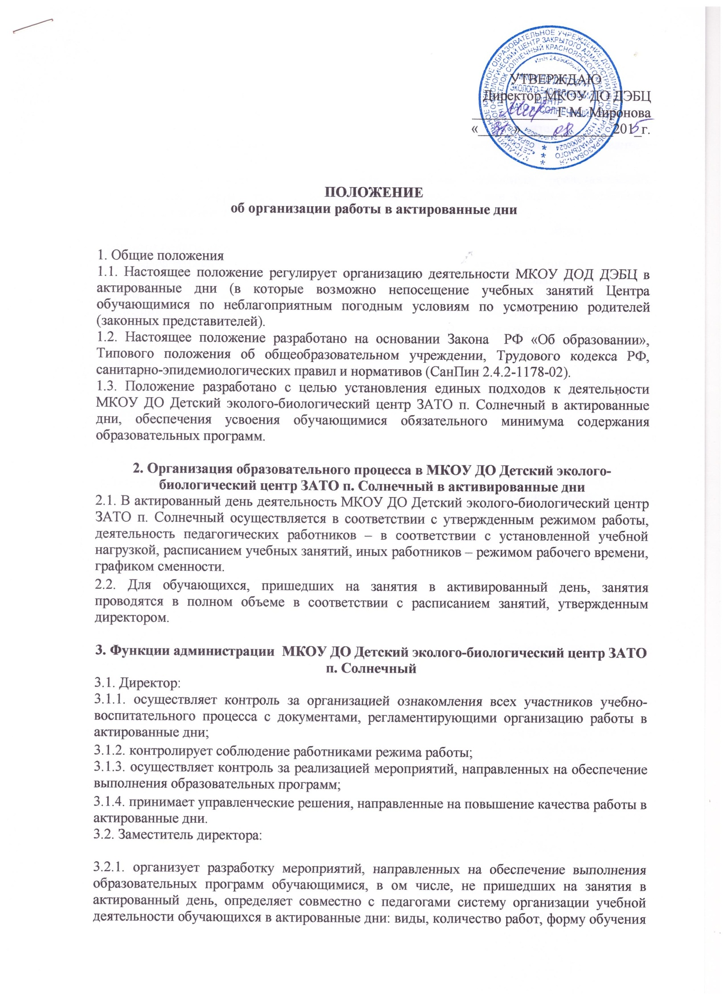 УТВЕРЖДАЮ
Директор МКОУ ДО ДЭБЦ
Г.М. Миронова
«31» 08 2015 г.
ПОЛОЖЕНИЕ
об организации работы в актированные дни
1. Общие положения
1.1. Настоящее положение регулирует организацию деятельности МКОУ ДОД ДЭБЦ в
актированные дни (в которые возможно непосещение учебных занятий Центра
обучающимися по неблагоприятным погодным условиям по усмотрению родителей
(законных представителей).
1.2. Настоящее положение разработано на основании Закона РФ «Об образовании»,
Типового положения об общеобразовательном учреждении, Трудового кодекса РФ,
санитарно-эпидемиологических правил и нормативов (СанПин 2.4.2-1178-02).
1.3. Положение разработано с целью установления единых подходов к деятельности
МКОУ ДО Детский эколого-биологический центр ЗАТО п. Солнечный в актированные
дни, обеспечения усвоения обучающимися обязательного минимума содержания
образовательных программ.
2. Организация образовательного процесса в МКОУ ДО Детский эколого-
биологический центр ЗАТО п. Солнечный в активированные дни
2.1. В актированный день деятельность МКОУ ДО Детский эколого-биологический центр
ЗАТО п. Солнечный осуществляется в соответствии с утвержденным режимом работы,
деятельность педагогических работников – в соответствии с установленной учебной
нагрузкой, расписанием учебных занятий, иных работников – режимом рабочего времени,
графиком сменности.
2.2. Для обучающихся, пришедших на занятия в активированный день, занятия
проводятся в полном объеме в соответствии с расписанием занятий, утвержденным
директором.
3. Функции администрации МКОУ ДО Детский эколого-биологический центр ЗАТО
п. Солнечный
3.1. Директор:
3.1.1. осуществляет контроль за организацией ознакомления всех участников учебно-
воспитательного процесса с документами, регламентирующими организацию работы в
актированные дни;
3.1.2. контролирует соблюдение работниками режима работы;
3.1.3. осуществляет контроль за реализацией мероприятий, направленных на обеспечение
выполнения образовательных программ;
3.1.4. принимает управленческие решения, направленные на повышение качества работы в
актированные дни.
3.2. Заместитель директора:
3.2.1. организует разработку мероприятий, направленных на обеспечение выполнения
образовательных программ обучающимися, в ом числе, не пришедших на занятия в
актированный день, определяет совместно с педагогами систему организации учебной
деятельности обучающихся в актированные дни: виды, количество работ, форму обучения